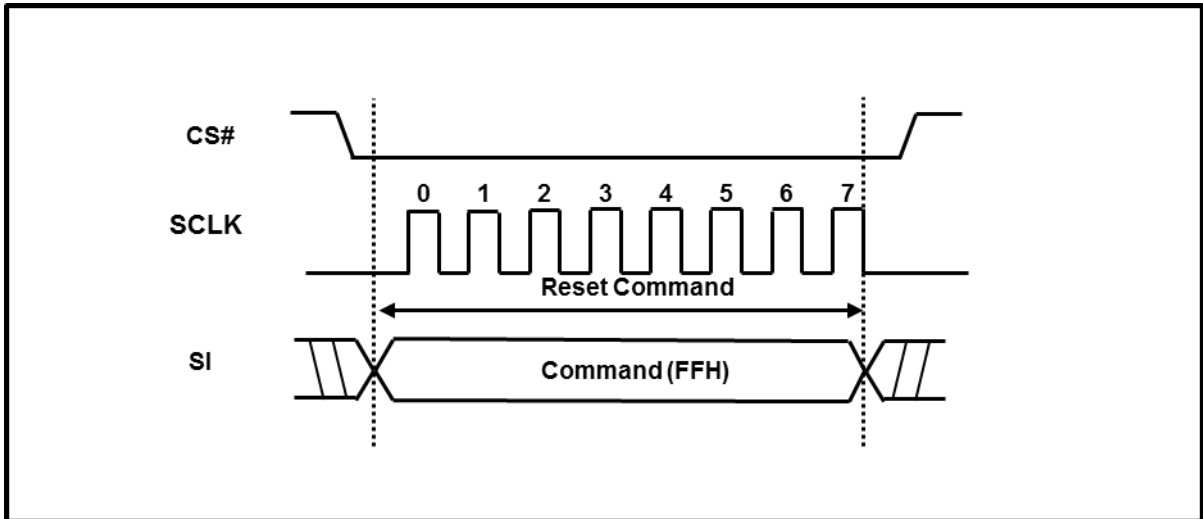 CS#
0 1 2 3 4 5 6 7
SCLK
Reset Command
SI
Command (FFH)